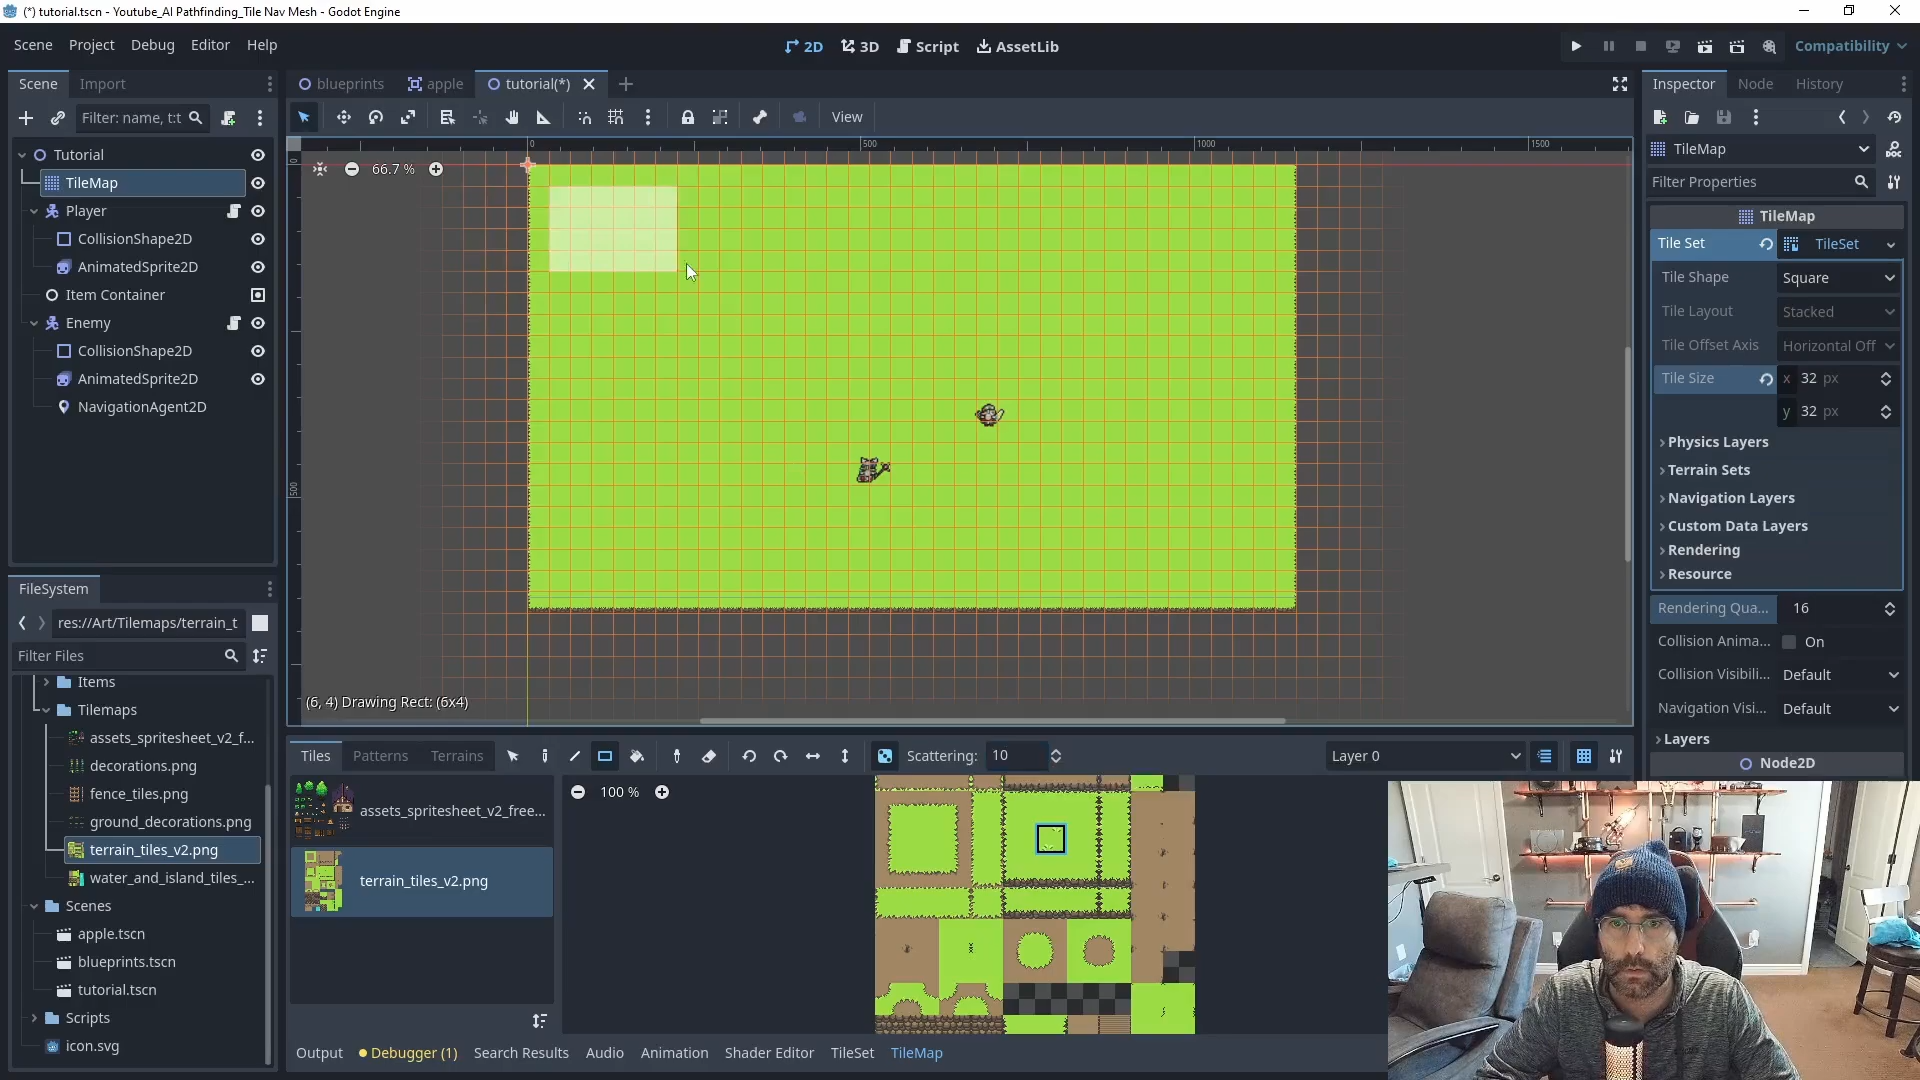 (*) tutorial.tscn - Youtube_AI Pathfinding_Tile Nav Mesh - Godot Engine
Scene Project Debug Editor Help
2D 3D Script AssetLib
Compatibility
Scene Import
blueprints apple tutorial(*)
Inspector Node History
Filter: name, t:t
View
Tutorial
TileMap
Player
CollisionShape2D
AnimatedSprite2D
Item Container
Enemy
CollisionShape2D
AnimatedSprite2D
NavigationAgent2D
0 500 1000 1500
0
500
66.7 %
(6, 4) Drawing Rect: (6x4)
TileMap
Filter Properties
TileMap
Tile Set TileSet
Tile Shape Square
Tile Layout Stacked
Tile Offset Axis Horizontal Off
Tile Size x 32 px
y 32 px
Physics Layers
Terrain Sets
Navigation Layers
Custom Data Layers
Rendering
Resource
Rendering Qua... 16
Collision Anima... On
Collision Visibili... Default
Navigation Visi... Default
Layers
Node2D
FileSystem
res://Art/Tilemaps/terrain_t
Filter Files
Items
Tilemaps
assets_spritesheet_v2_f...
decorations.png
fence_tiles.png
ground_decorations.png
terrain_tiles_v2.png
water_and_island_tiles_...
Scenes
apple.tscn
blueprints.tscn
tutorial.tscn
Scripts
icon.svg
Tiles Patterns Terrains
Scattering: 10
Layer 0
assets_spritesheet_v2_free...
terrain_tiles_v2.png
100 %
Output Debugger (1) Search Results Audio Animation Shader Editor TileSet TileMap